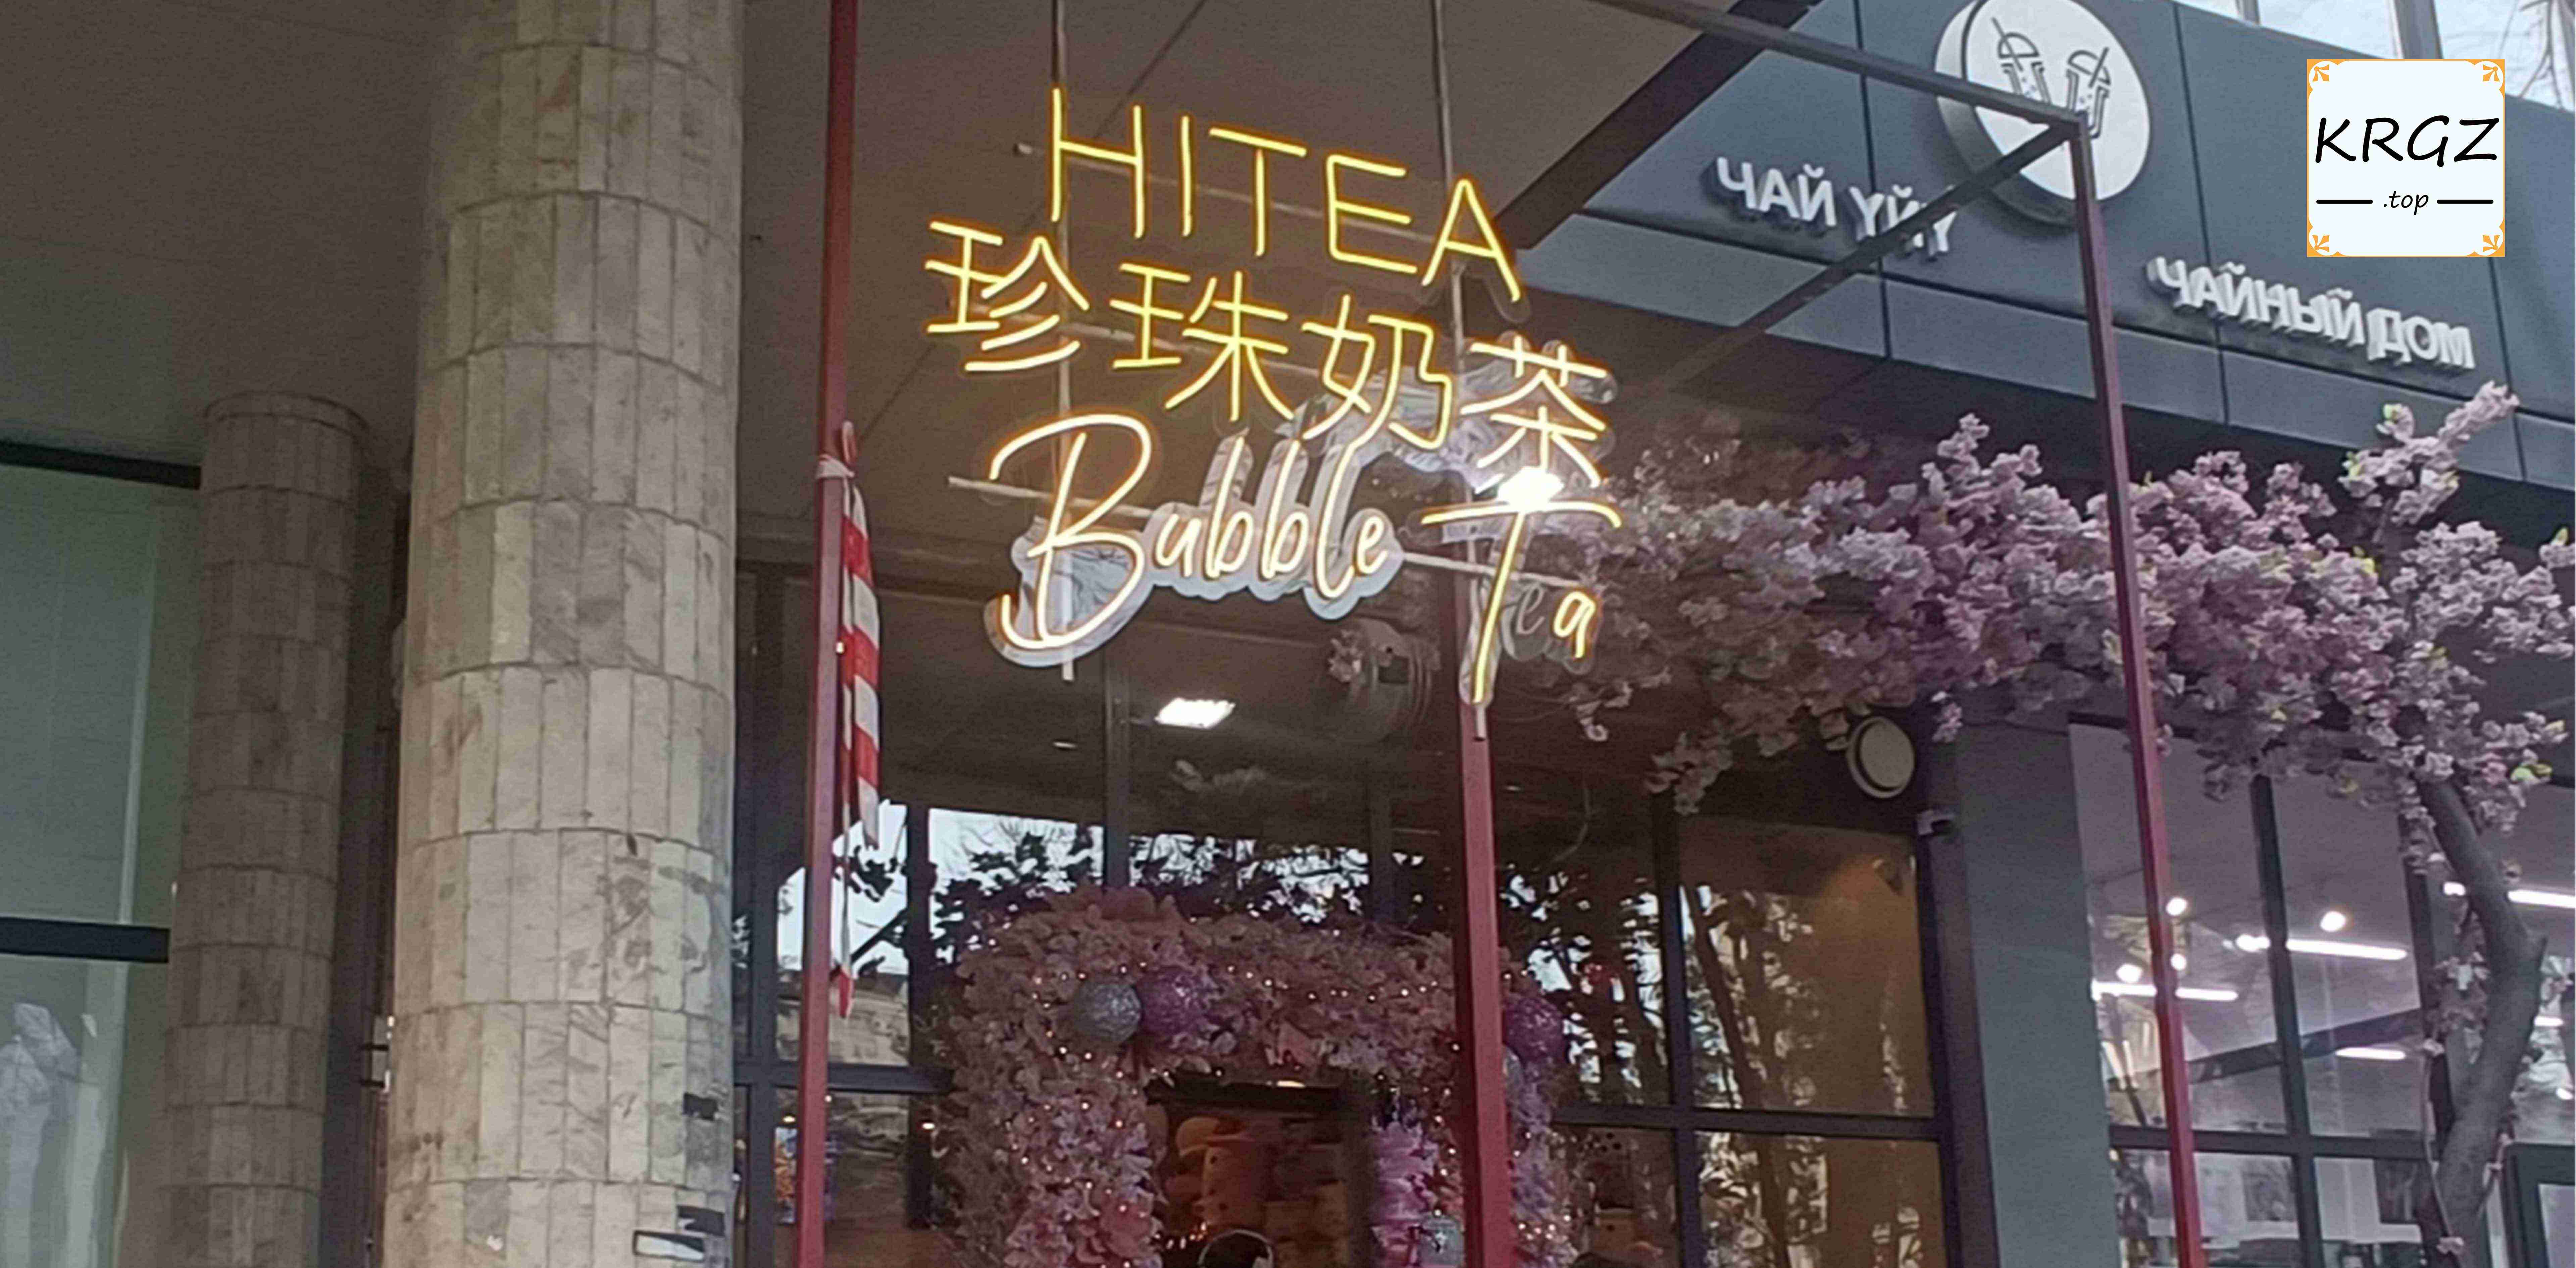 HITEA
珍珠奶茶
Bubble Tea
ЧАЙ ҮЙҮ
ЧАЙНЫЙ ДОМ
KRGZ
.top